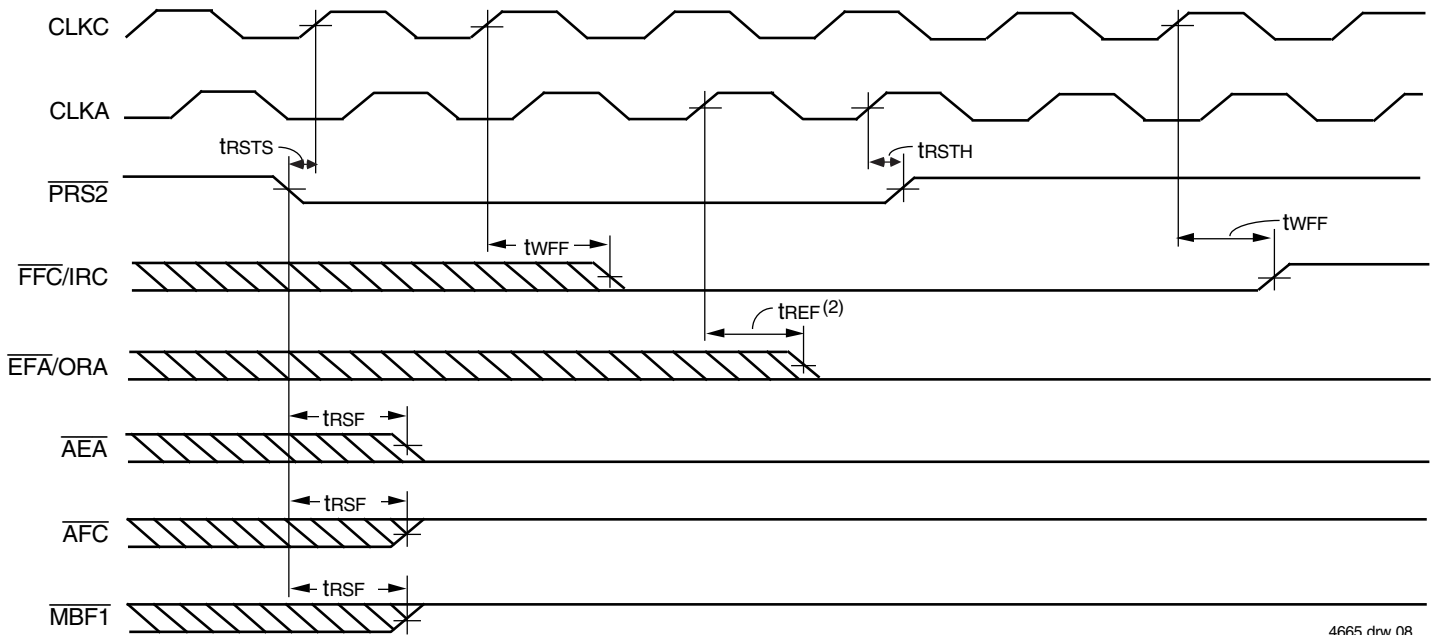 CLKC
CLKA
tRSTS
tRSTH
PRS2
tWFF
tWFF
FFC/IRC
tREF(2)
EFA/ORA
tRSF
AEA
tRSF
AFC
tRSF
MBF1
4665 drw 08